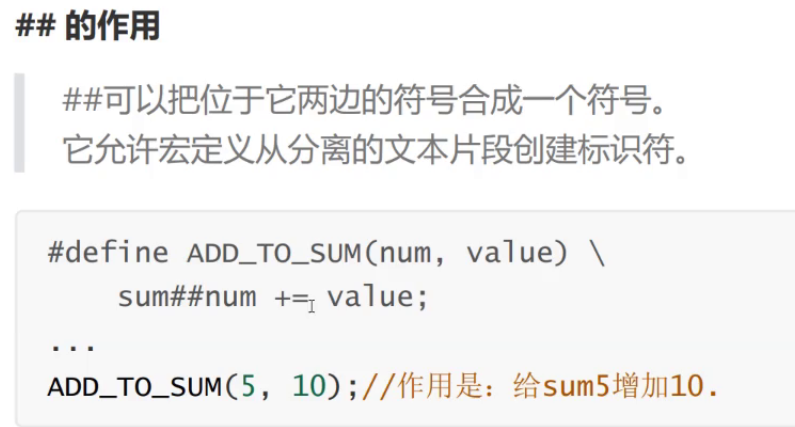 ## 的作用
##可以把位于它两边的符号合成一个符号。
它允许宏定义从分离的文本片段创建标识符。
#define ADD_TO_SUM(num, value) \
    sum##num += value;
...
ADD_TO_SUM(5, 10);//作用是：给sum5增加10.